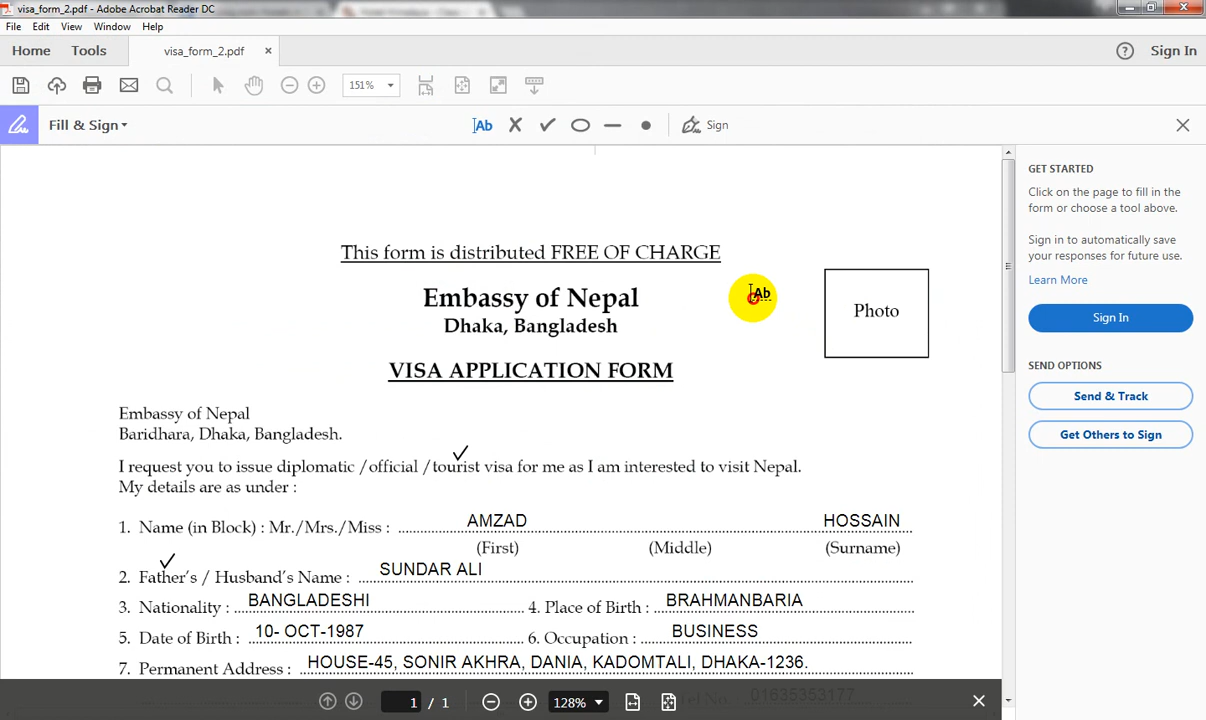 visa_form_2.pdf - Adobe Acrobat Reader DC
File Edit View Window Help
Home Tools visa_form_2.pdf × ? Sign In
151%
Fill & Sign Ab Sign
This form is distributed FREE OF CHARGE
Ab
Embassy of Nepal
Dhaka, Bangladesh
Photo
VISA APPLICATION FORM
Embassy of Nepal
Baridhara, Dhaka, Bangladesh.
I request you to issue diplomatic /official /tourist visa for me as I am interested to visit Nepal.
My details are as under :
1. Name (in Block) : Mr./Mrs./Miss : AMZAD HOSSAIN
(First) (Middle) (Surname)
2. Father's / Husband's Name : SUNDAR ALI
3. Nationality : BANGLADESHI 4. Place of Birth : BRAHMANBARIA
5. Date of Birth : 10- OCT-1987 6. Occupation : BUSINESS
7. Permanent Address : HOUSE-45, SONIR AKHRA, DANIA, KADOMTALI, DHAKA-1236.
Tel No. 01635353177
1 / 1 128%
GET STARTED
Click on the page to fill in the
form or choose a tool above.
Sign in to automatically save
your responses for future use.
Learn More
Sign In
SEND OPTIONS
Send & Track
Get Others to Sign